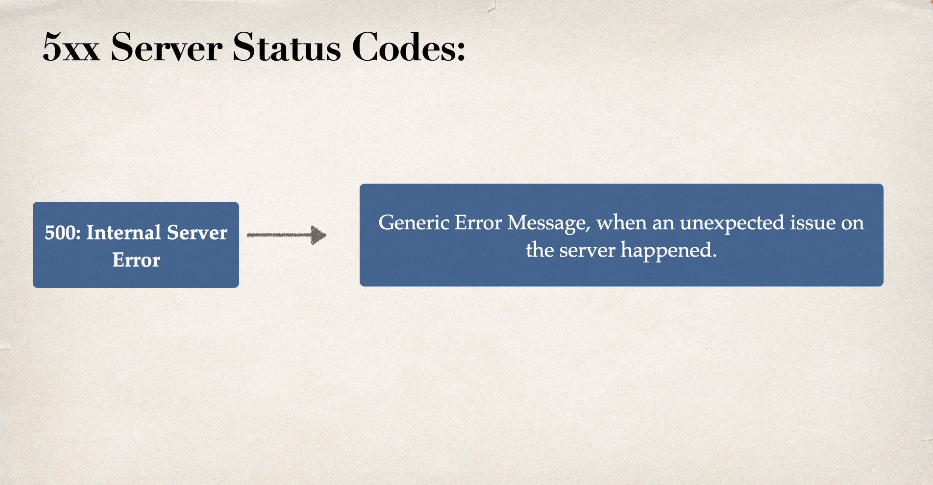 5xx Server Status Codes:
500: Internal Server
Error
Generic Error Message, when an unexpected issue on
the server happened.